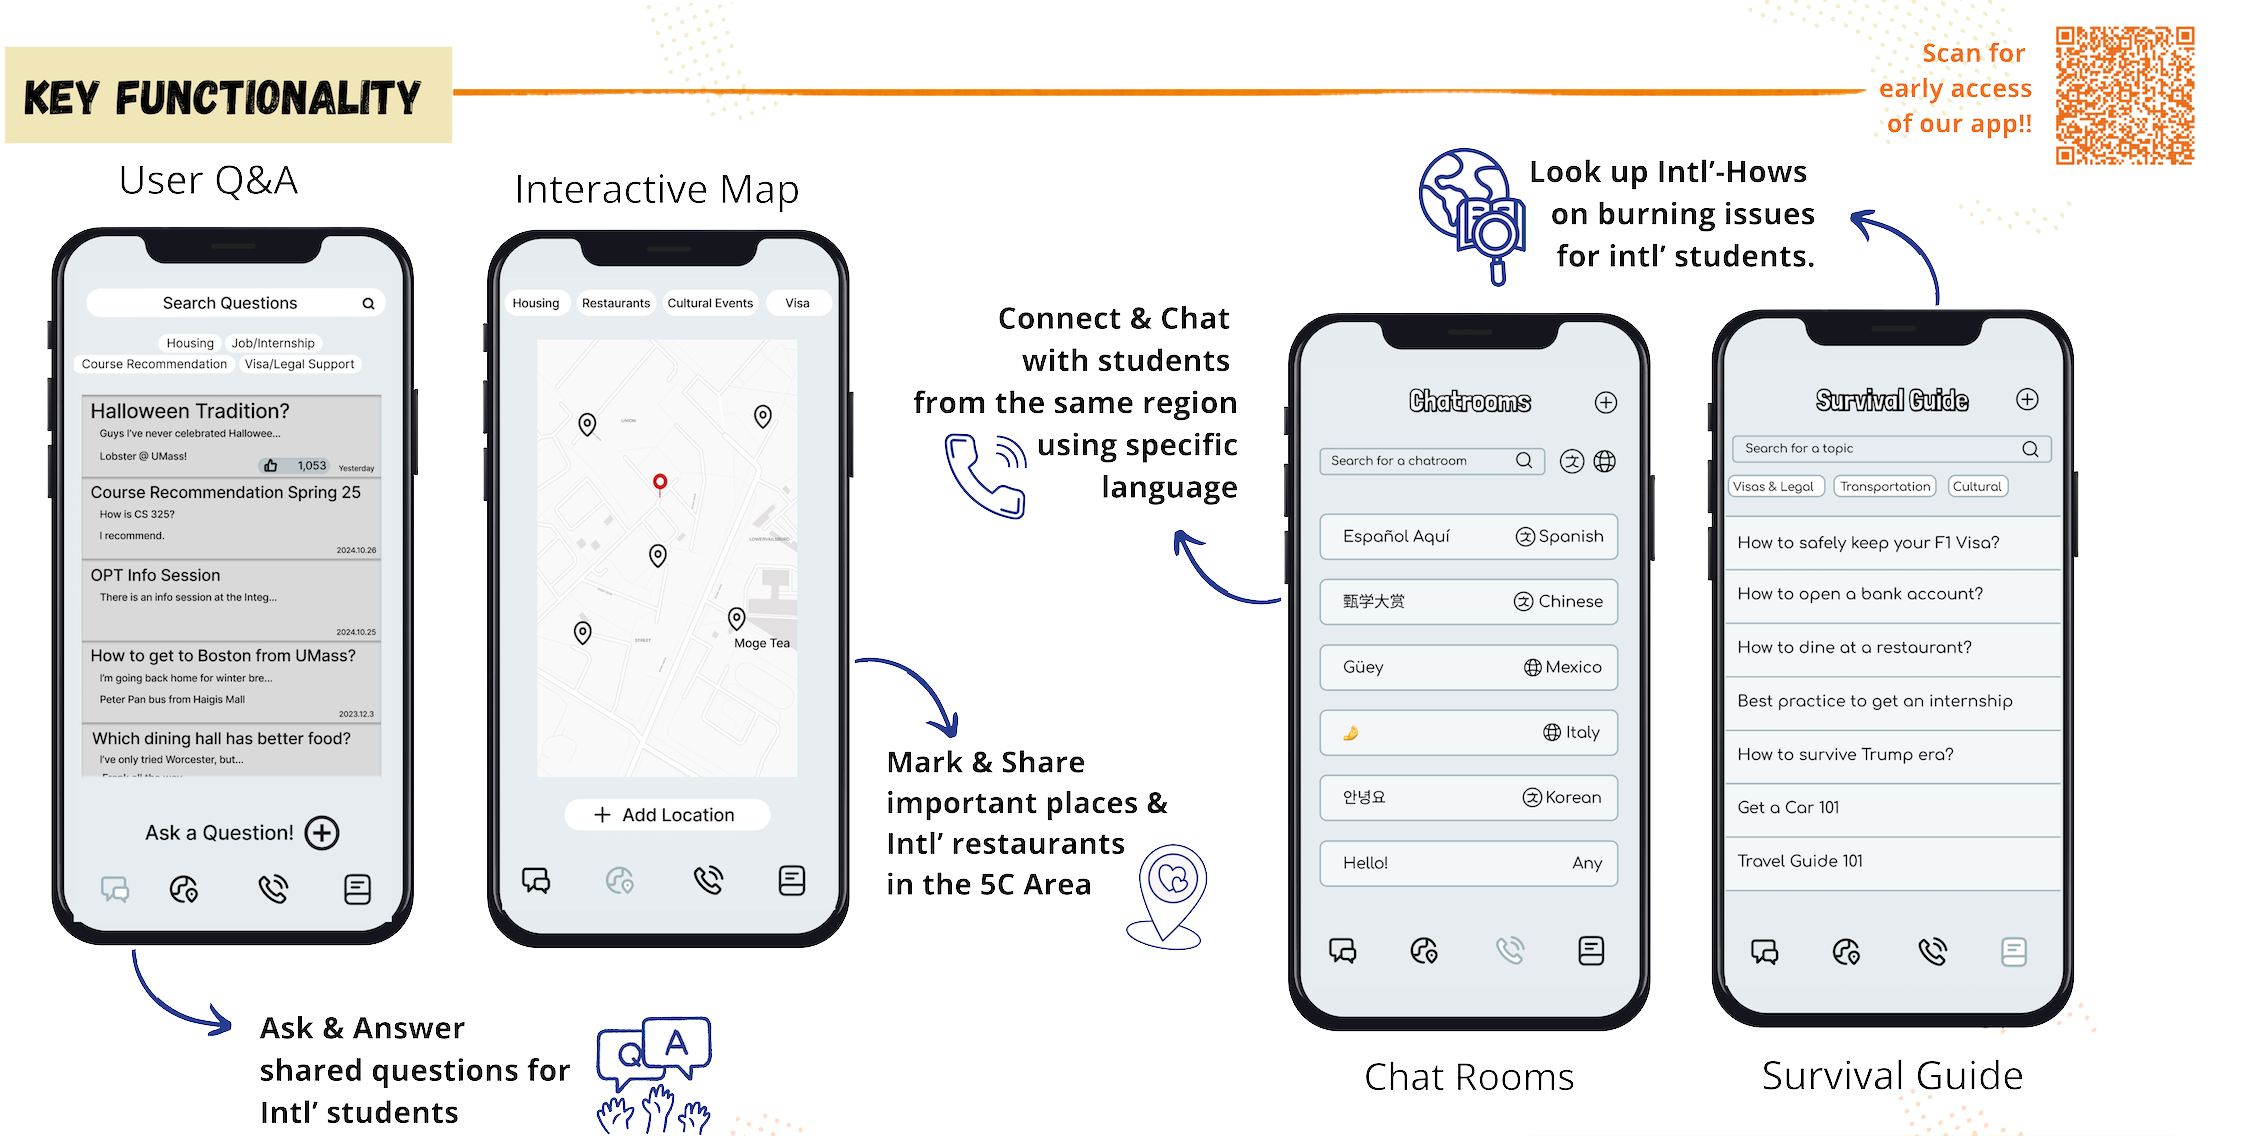 KEY FUNCTIONALITY
Scan for
early access
of our app!!
User Q&A
Search Questions
Housing Job/Internship
Course Recommendation Visa/Legal Support
Halloween Tradition?
Guys I've never celebrated Hallowee...
Lobster @ UMass!
1,053 Yesterday
Course Recommendation Spring 25
How is CS 325?
I recommend.
2024.10.26
OPT Info Session
There is an info session at the Integ...
2024.10.25
How to get to Boston from UMass?
I'm going back home for winter bre...
Peter Pan bus from Haigis Mall
2023.12.3
Which dining hall has better food?
I've only tried Worcester, but...
Ask a Question!
Ask & Answer
shared questions for
Intl' students
Q A
Interactive Map
Housing Restaurants Cultural Events Visa
UNION
STREET
Moge Tea
+ Add Location
Mark & Share
important places &
Intl' restaurants
in the 5C Area
Connect & Chat
with students
from the same region
using specific
language
Chatrooms
Search for a chatroom
Español Aquí 文 Spanish
甄学大赏 文 Chinese
Güey Mexico
🤌 Italy
안녕요 文 Korean
Hello! Any
Chat Rooms
Look up Intl'-Hows
on burning issues
for intl' students.
Survival Guide
Search for a topic
Visas & Legal Transportation Cultural
How to safely keep your F1 Visa?
How to open a bank account?
How to dine at a restaurant?
Best practice to get an internship
How to survive Trump era?
Get a Car 101
Travel Guide 101
Survival Guide